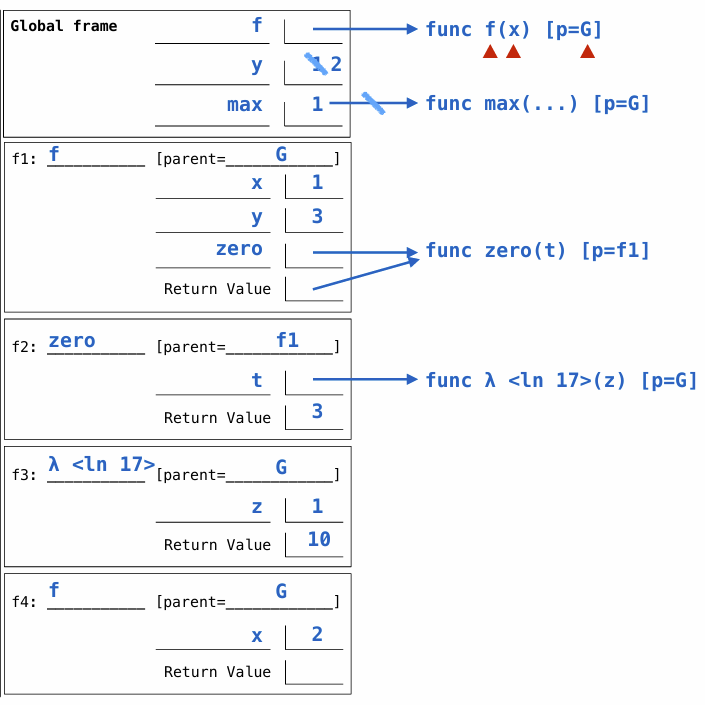 Global frame
f
func f(x) [p=G]
y 1 2
max 1
func max(...) [p=G]
f1: f [parent=G]
x 1
y 3
zero
func zero(t) [p=f1]
Return Value
f2: zero [parent=f1]
t
func λ <ln 17>(z) [p=G]
Return Value 3
f3: λ <ln 17> [parent=G]
z 1
Return Value 10
f4: f [parent=G]
x 2
Return Value